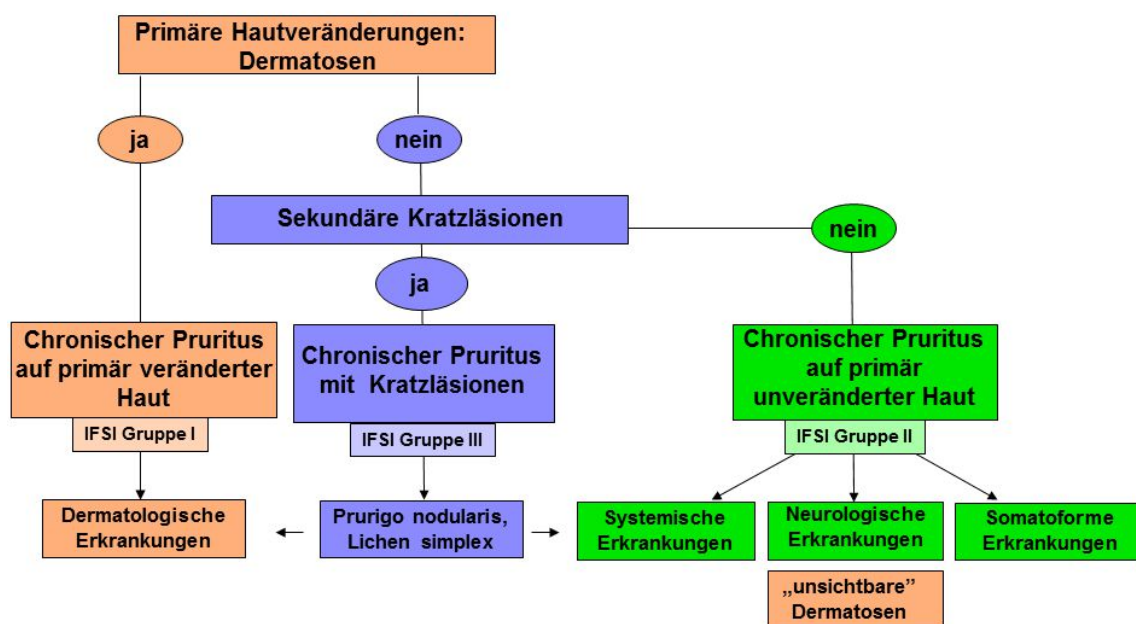 Primäre Hautveränderungen:
Dermatosen
ja
nein
Sekundäre Kratzläsionen
nein
ja
Chronischer Pruritus
auf primär veränderter
Haut
IFSI Gruppe I
Chronischer Pruritus
mit Kratzläsionen
IFSI Gruppe III
Chronischer Pruritus
auf primär
unveränderter Haut
IFSI Gruppe II
Dermatologische
Erkrankungen
Prurigo nodularis,
Lichen simplex
Systemische
Erkrankungen
Neurologische
Erkrankungen
Somatoforme
Erkrankungen
„unsichtbare”
Dermatosen